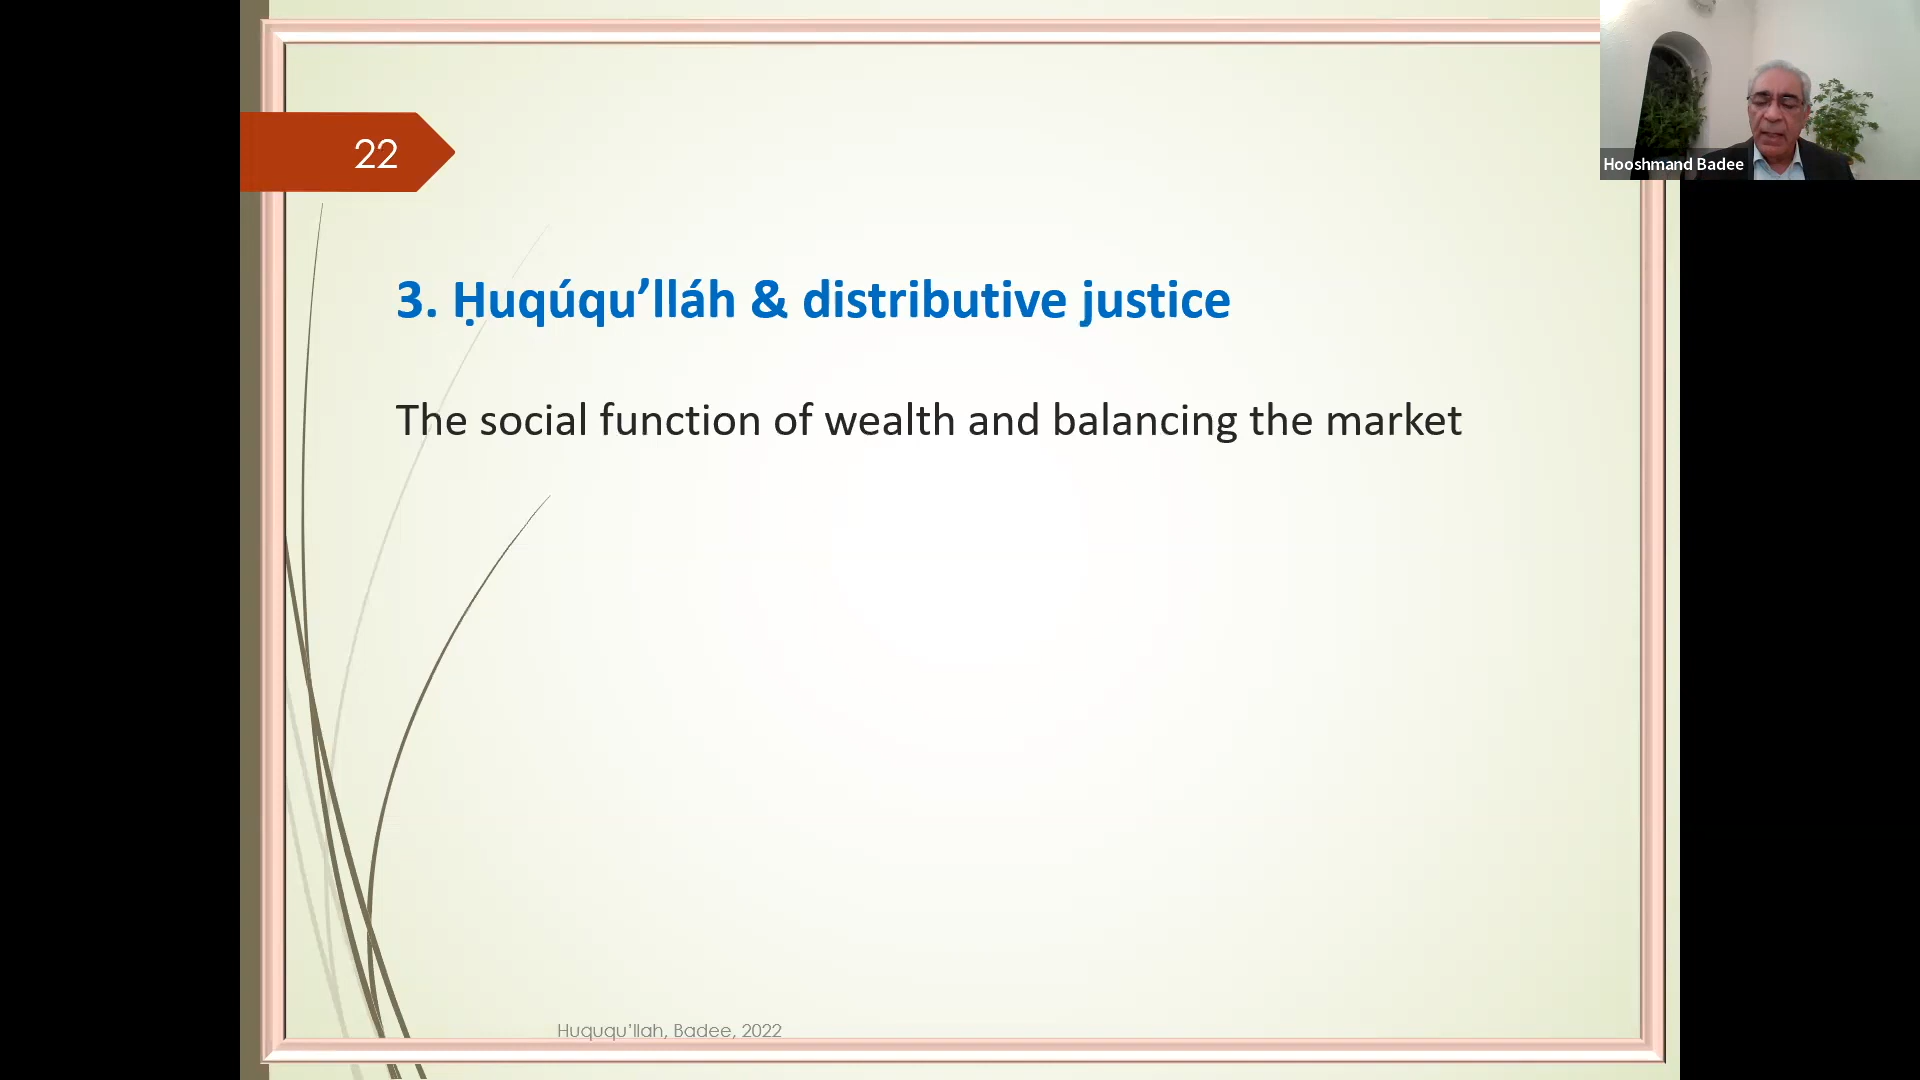 22
Hooshmand Badee
3. Ḥuqúqu’lláh & distributive justice
The social function of wealth and balancing the market
Huququ’llah, Badee, 2022